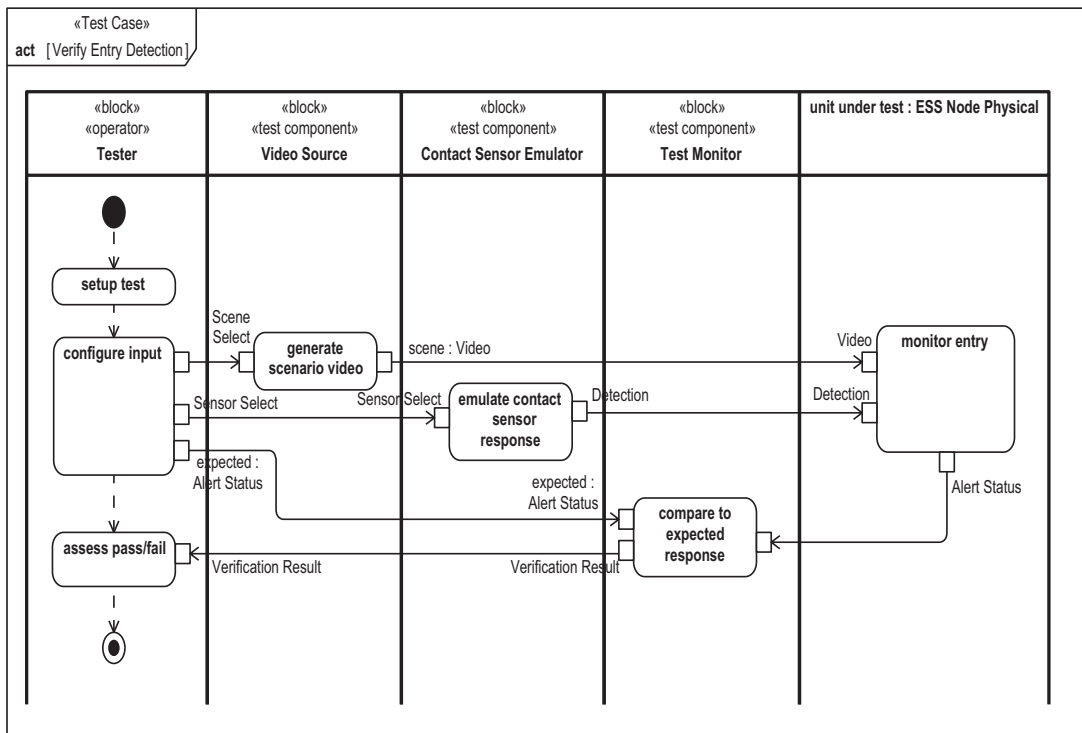 «Test Case»
act [Verify Entry Detection]
«block»
«operator»
Tester
«block»
«test component»
Video Source
«block»
«test component»
Contact Sensor Emulator
«block»
«test component»
Test Monitor
unit under test : ESS Node Physical
setup test
configure input
Scene
Select
generate
scenario video
scene : Video
Video
monitor entry
Sensor Select
Sensor Select
emulate contact
sensor
response
Detection
Detection
expected :
Alert Status
expected :
Alert Status
compare to
expected
response
Alert Status
assess pass/fail
Verification Result
Verification Result